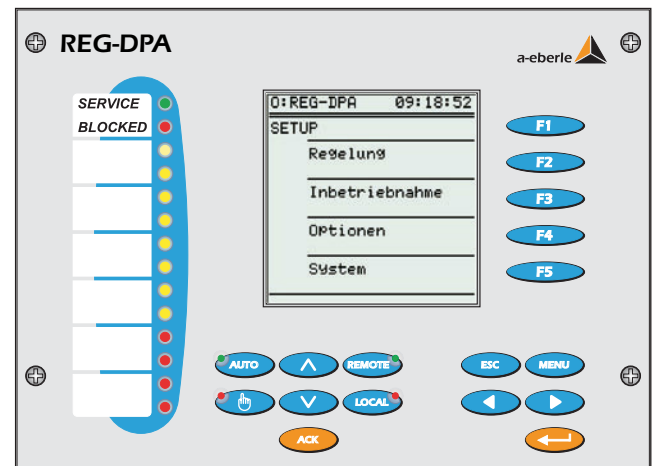 REG-DPA
a-eberle
SERVICE
BLOCKED
0:REG-DPA 09:18:52
SETUP
Regelung
Inbetriebnahme
Optionen
System
F1
F2
F3
F4
F5
AUTO
REMOTE
LOCAL
ACK
ESC
MENU